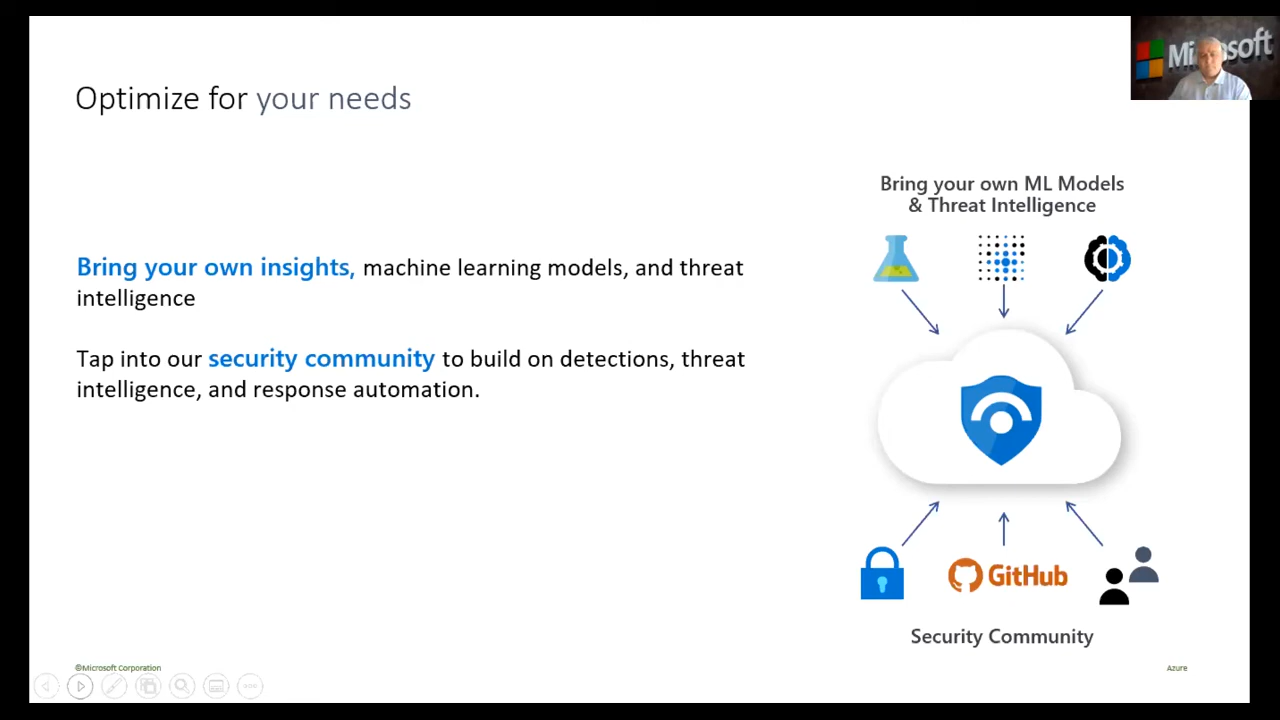 Microsoft
Optimize for your needs
Bring your own ML Models
& Threat Intelligence
Bring your own insights, machine learning models, and threat
intelligence
Tap into our security community to build on detections, threat
intelligence, and response automation.
GitHub
Security Community
©Microsoft Corporation
Azure